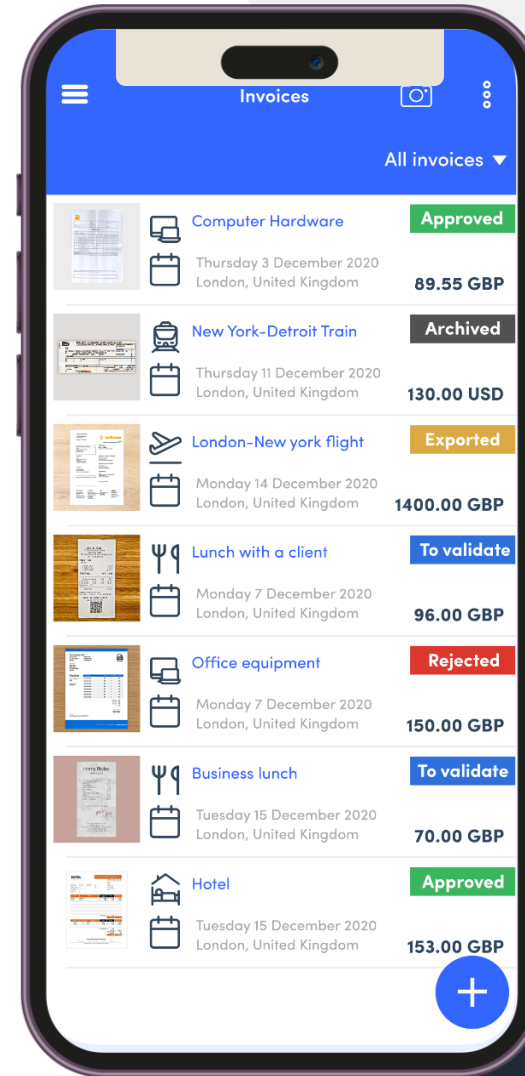 Invoices
All invoices
Computer Hardware
Approved
Thursday 3 December 2020
London, United Kingdom
89.55 GBP
New York-Detroit Train
Archived
Thursday 11 December 2020
London, United Kingdom
130.00 USD
London-New york flight
Exported
Monday 14 December 2020
London, United Kingdom
1400.00 GBP
Lunch with a client
To validate
Monday 7 December 2020
London, United Kingdom
96.00 GBP
Office equipment
Rejected
Monday 7 December 2020
London, United Kingdom
150.00 GBP
Business lunch
To validate
Tuesday 15 December 2020
London, United Kingdom
70.00 GBP
Hotel
Approved
Tuesday 15 December 2020
London, United Kingdom
153.00 GBP